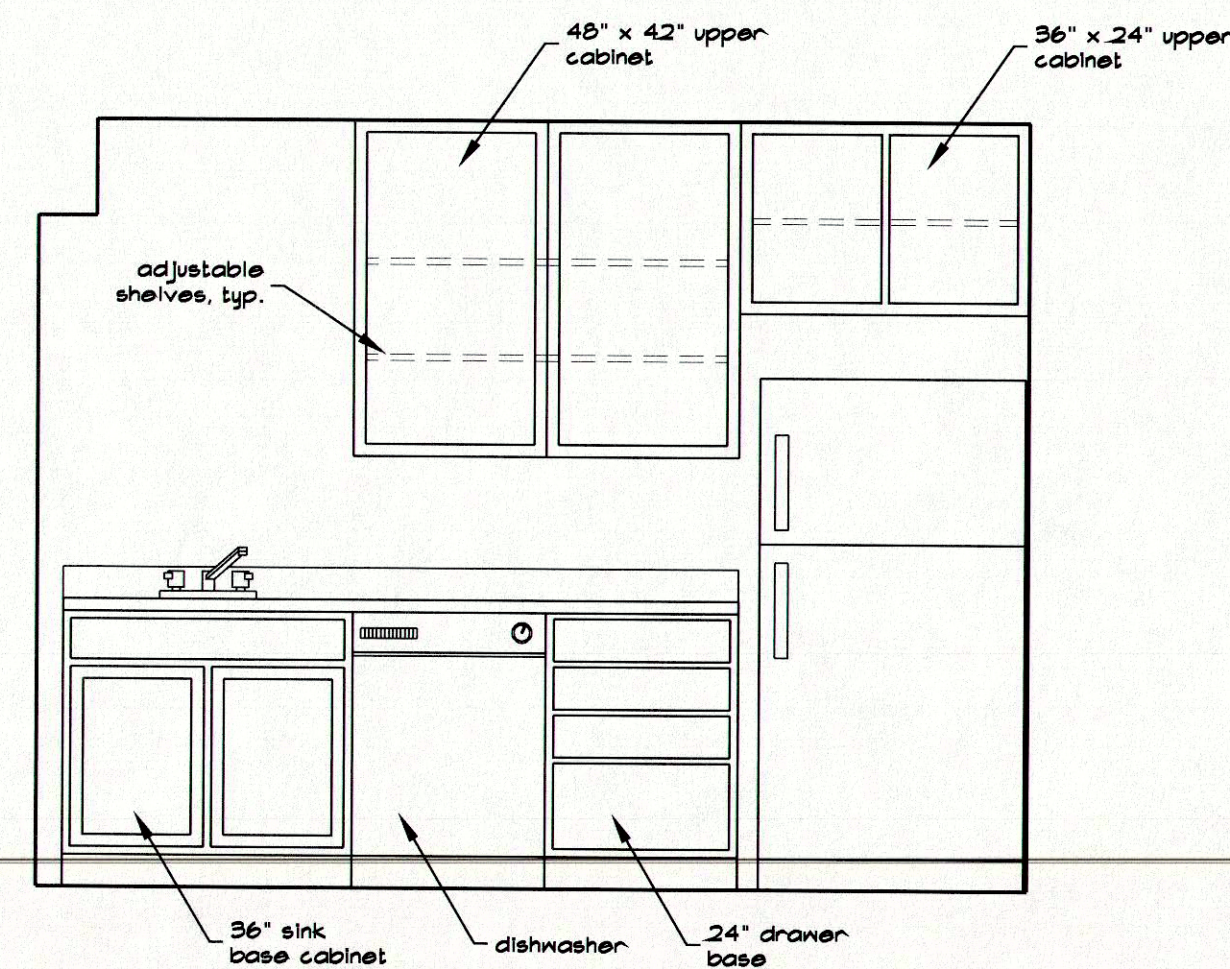 48" x 42" upper
cabinet
36" x 24" upper
cabinet
adjustable
shelves, typ.
36" sink
base cabinet
dishwasher
24" drawer
base